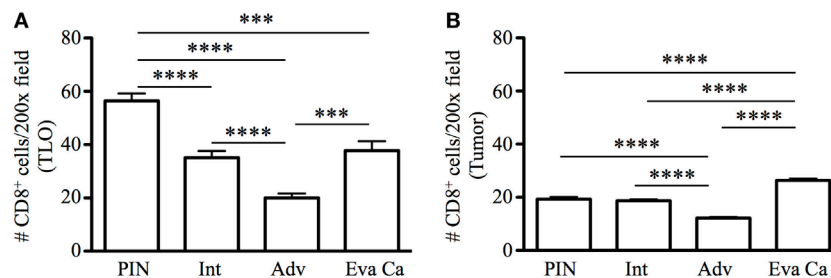 A
# CD8⁺ cells/200x field
(TLO)
80
60
40
20
0
***
****
****
****
***
PIN Int Adv Eva Ca
B
# CD8⁺ cells/200x field
(Tumor)
80
60
40
20
0
****
****
****
****
****
PIN Int Adv Eva Ca